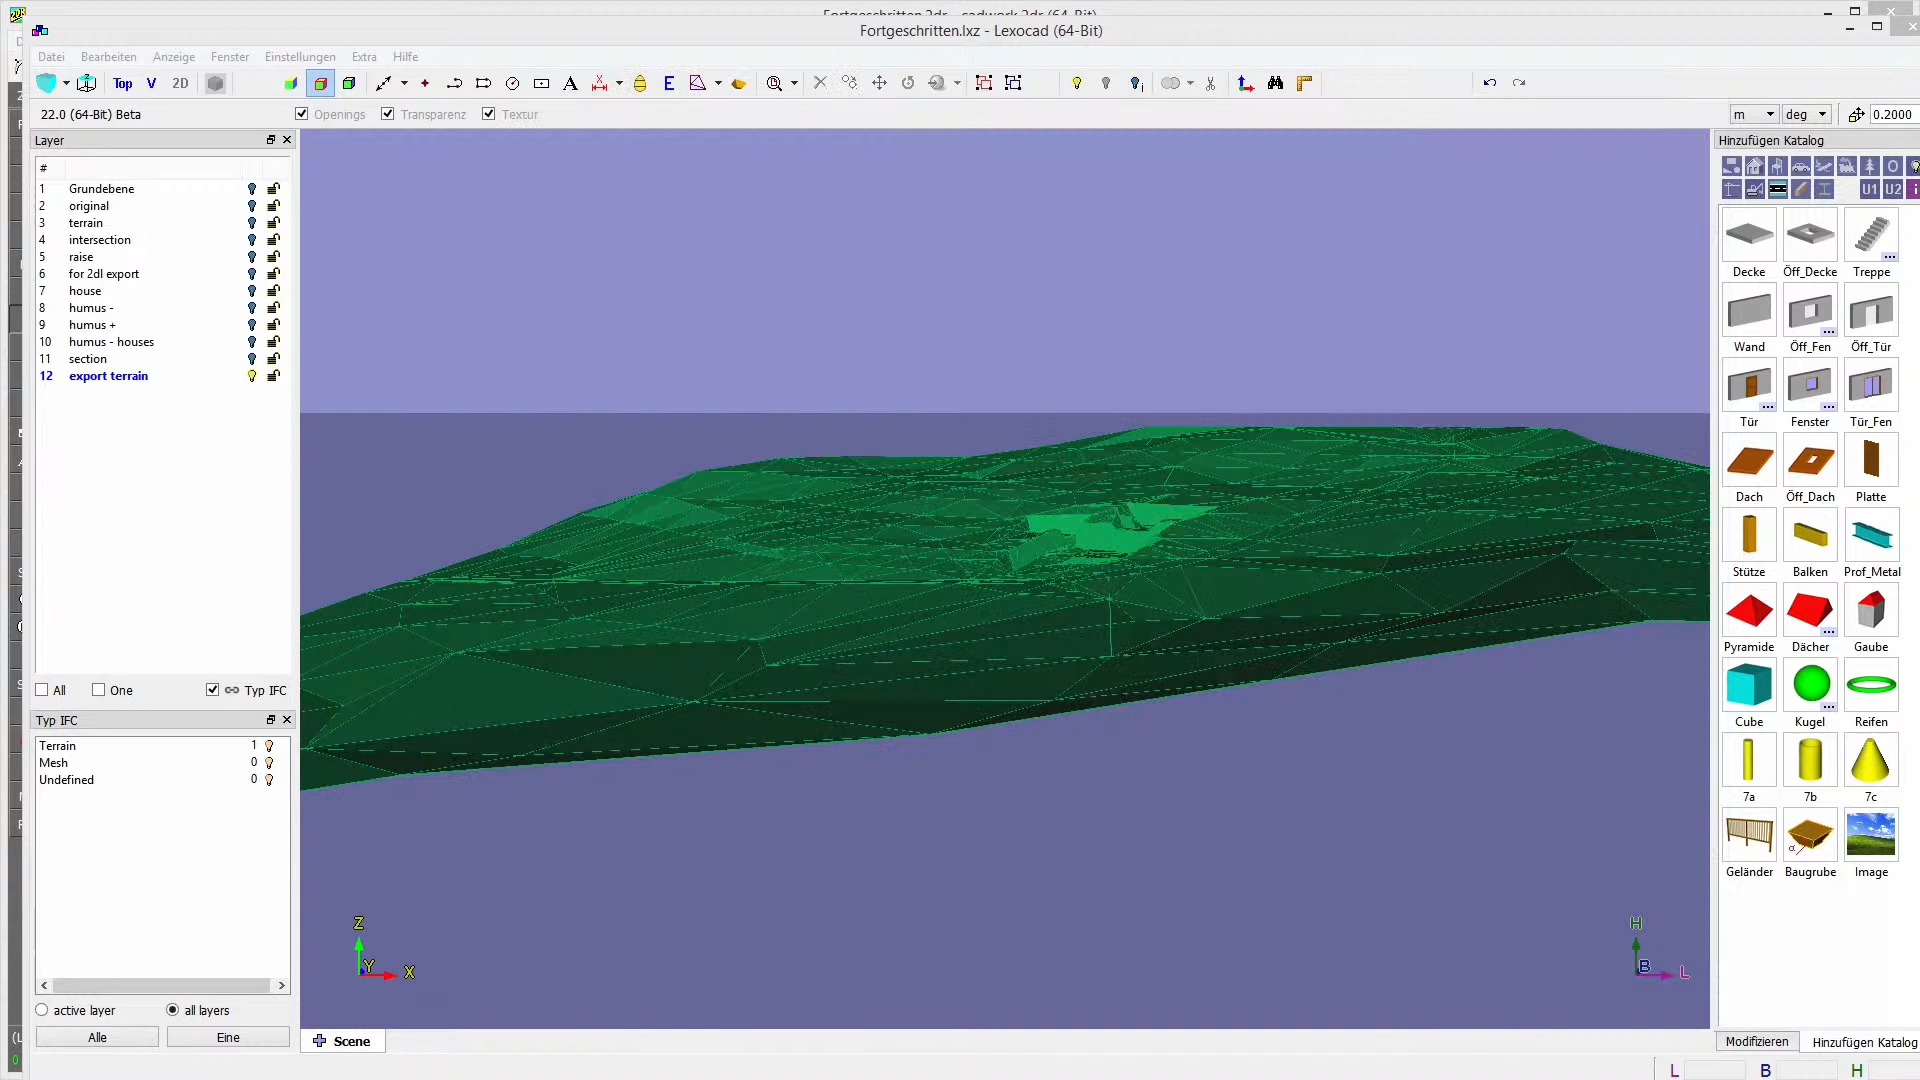 Fortgeschritten.lxz - Lexocad (64-Bit)
Datei Bearbeiten Anzeige Fenster Einstellungen Extra Hilfe
Top V 2D A E
22.0 (64-Bit) Beta Openings Transparenz Textur m deg 0.2000
Layer
#
1 Grundebene
2 original
3 terrain
4 intersection
5 raise
6 for 2dl export
7 house
8 humus -
9 humus +
10 humus - houses
11 section
12 export terrain
All One Typ IFC
Typ IFC
Terrain 1
Mesh 0
Undefined 0
active layer all layers
Alle Eine
Z
Y X
H
B L
Scene
Hinzufügen Katalog
U1 U2 i
Decke Öff_Decke Treppe
Wand Öff_Fen Öff_Tür
Tür Fenster Tür_Fen
Dach Öff_Dach Platte
Stütze Balken Prof_Metal
Pyramide Dächer Gaube
Cube Kugel Reifen
7a 7b 7c
Geländer Baugrube Image
Modifizieren Hinzufügen Katalog
L B H